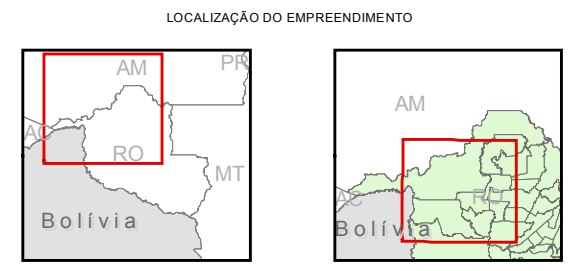 LOCALIZAÇÃO DO EMPREENDIMENTO
AM
PR
AC
RO
MT
Bolívia
AM
AC
RO
Bolívia